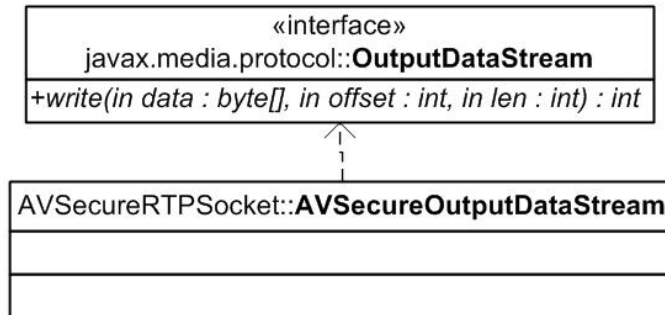 «interface»
javax.media.protocol::OutputDataStream
+write(in data : byte[], in offset : int, in len : int) : int
AVSecureRTPSocket::AVSecureOutputDataStream